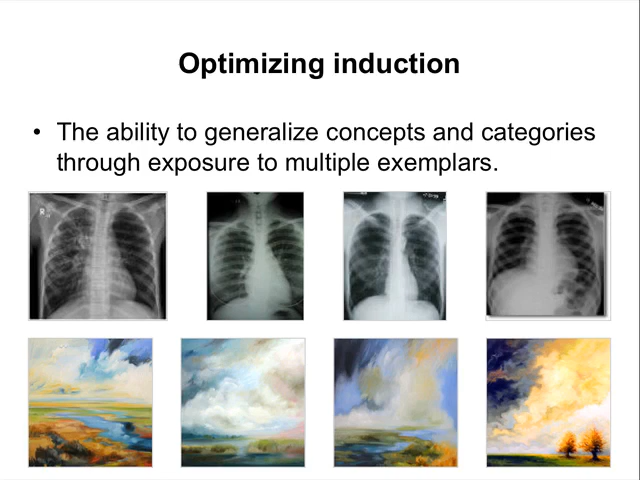 Optimizing induction
• The ability to generalize concepts and categories
through exposure to multiple exemplars.
R